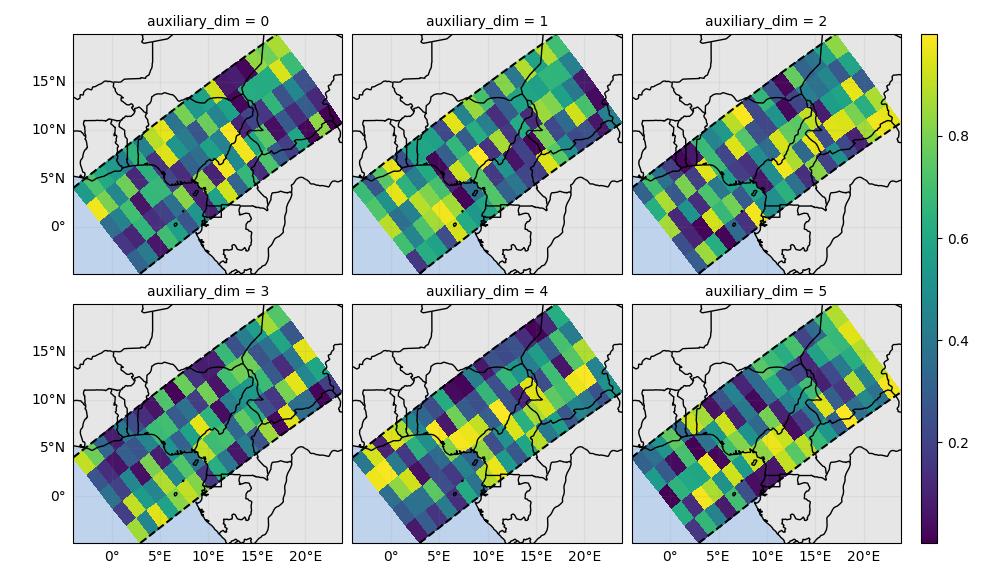 auxiliary_dim = 0
auxiliary_dim = 1
auxiliary_dim = 2
15°N
10°N
5°N
0°
0.8
0.6
0.4
0.2
auxiliary_dim = 3
auxiliary_dim = 4
auxiliary_dim = 5
15°N
10°N
5°N
0°
0° 5°E 10°E 15°E 20°E
0° 5°E 10°E 15°E 20°E
0° 5°E 10°E 15°E 20°E